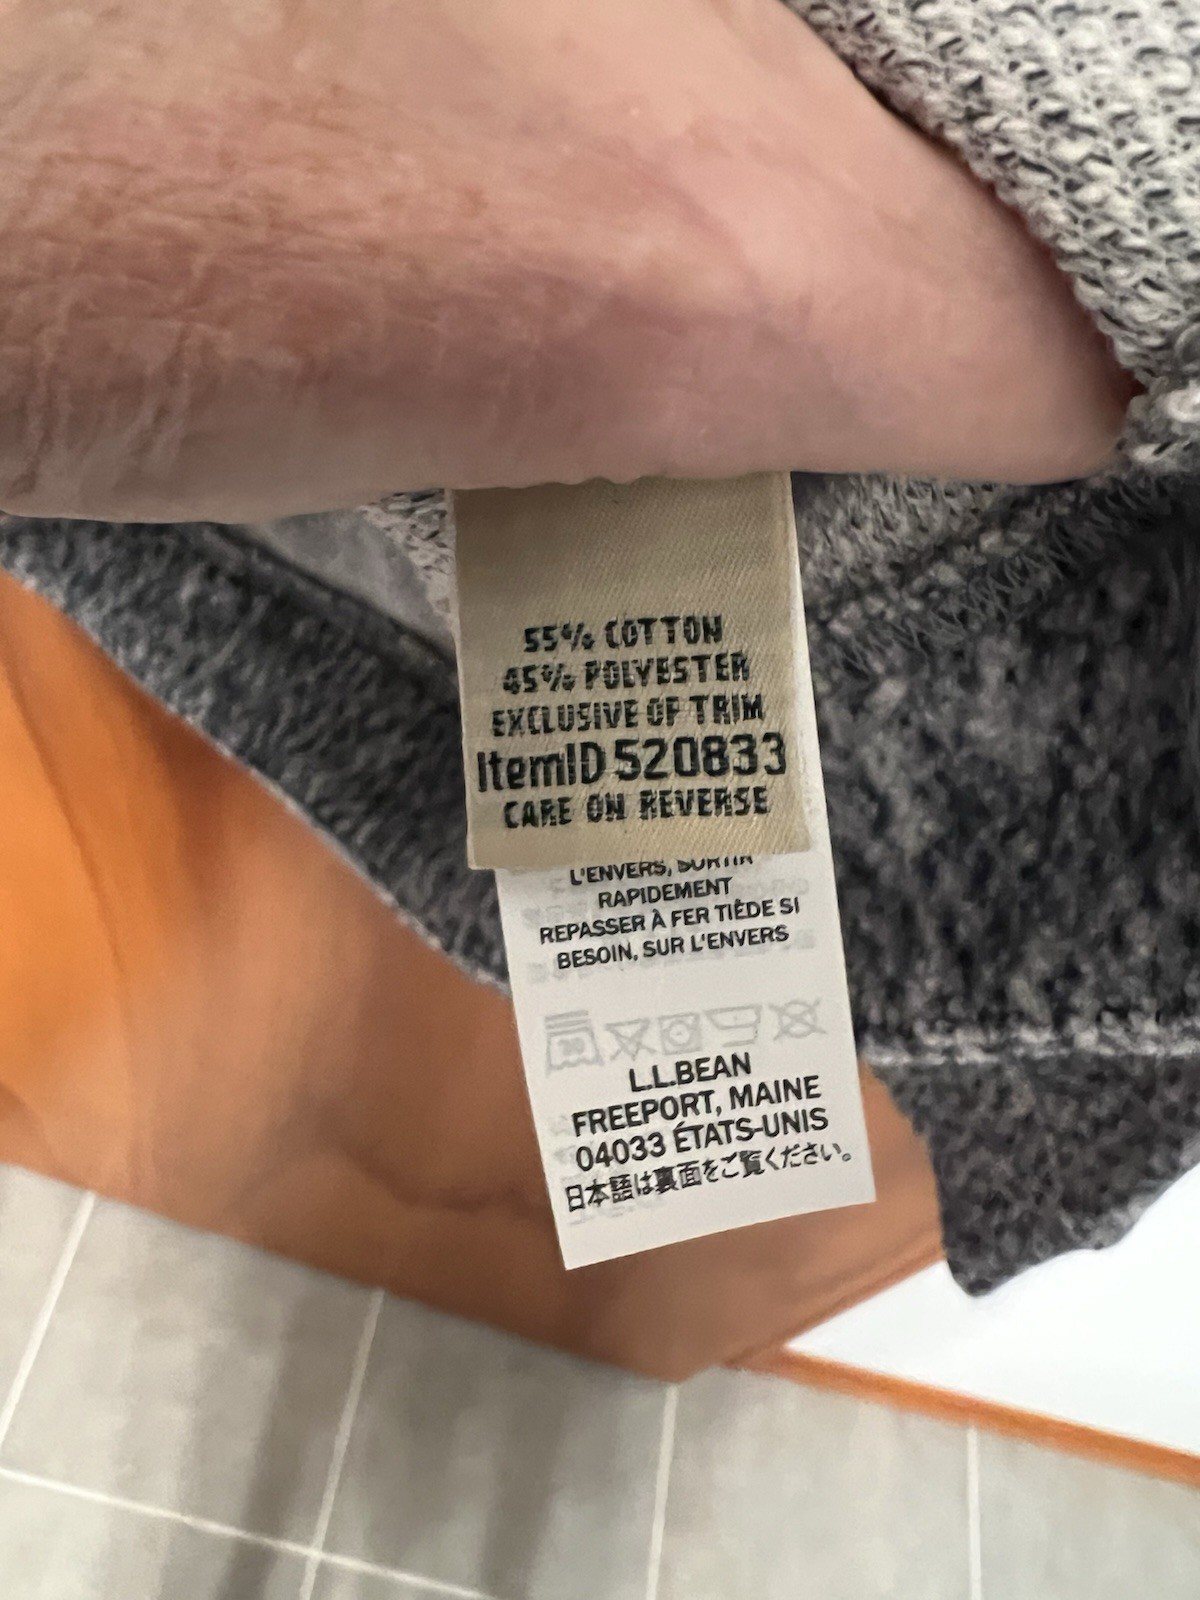 55% COTTON
45% POLYESTER
EXCLUSIVE OF TRIM
ItemID 520833
CARE ON REVERSE
L'ENVERS, SORTIR
RAPIDEMENT
REPASSER À FER TIÈDE SI
BESOIN, SUR L'ENVERS
L.L.BEAN
FREEPORT, MAINE
04033 ÉTATS-UNIS
日本語は裏面をご覧ください。